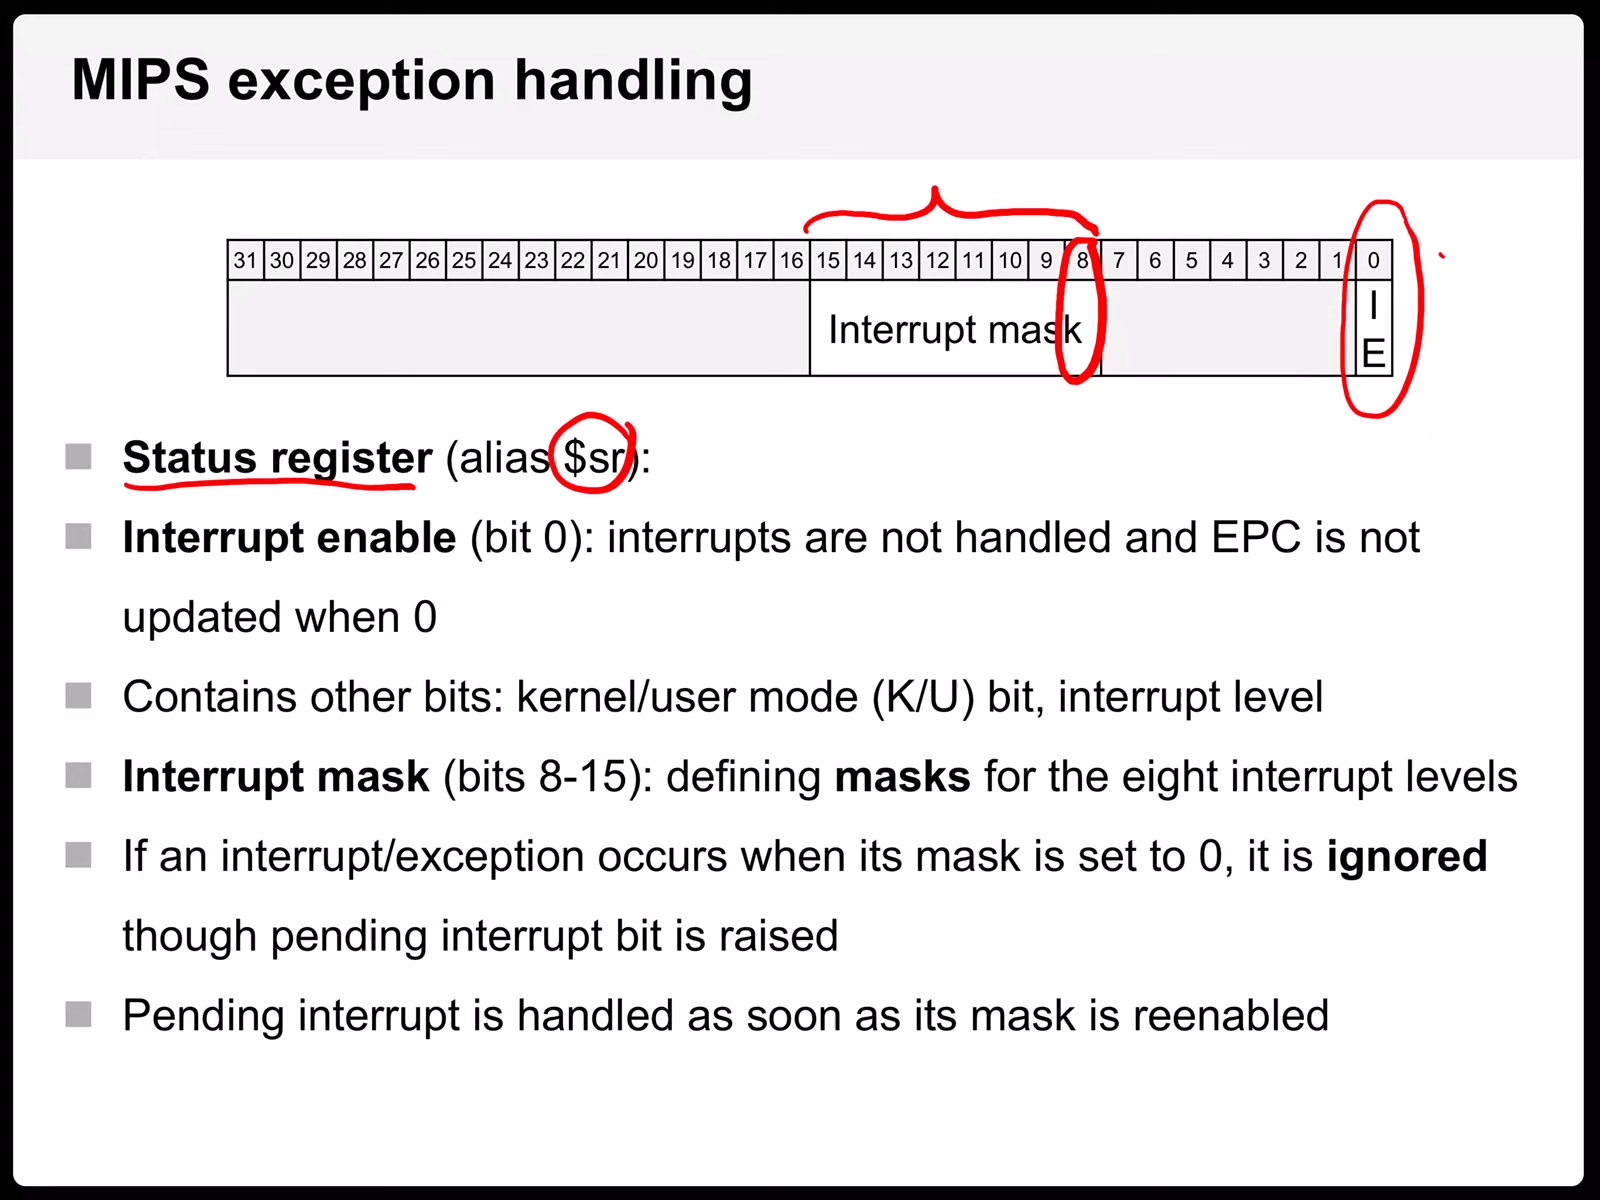 MIPS exception handling
31 30 29 28 27 26 25 24 23 22 21 20 19 18 17 16 15 14 13 12 11 10 9 8 7 6 5 4 3 2 1 0
Interrupt mask
I
E
Status register (alias $sr):
Interrupt enable (bit 0): interrupts are not handled and EPC is not
updated when 0
Contains other bits: kernel/user mode (K/U) bit, interrupt level
Interrupt mask (bits 8-15): defining masks for the eight interrupt levels
If an interrupt/exception occurs when its mask is set to 0, it is ignored
though pending interrupt bit is raised
Pending interrupt is handled as soon as its mask is reenabled